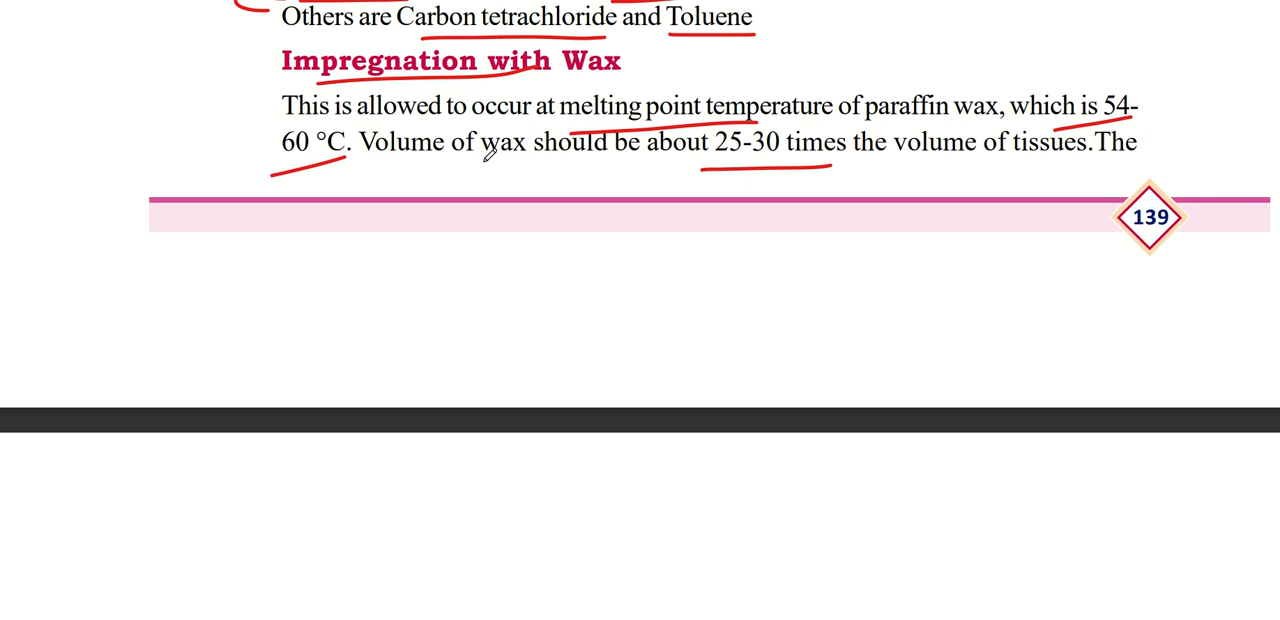 Others are Carbon tetrachloride and Toluene
Impregnation with Wax
This is allowed to occur at melting point temperature of paraffin wax, which is 54-
60 °C. Volume of wax should be about 25-30 times the volume of tissues.The
139